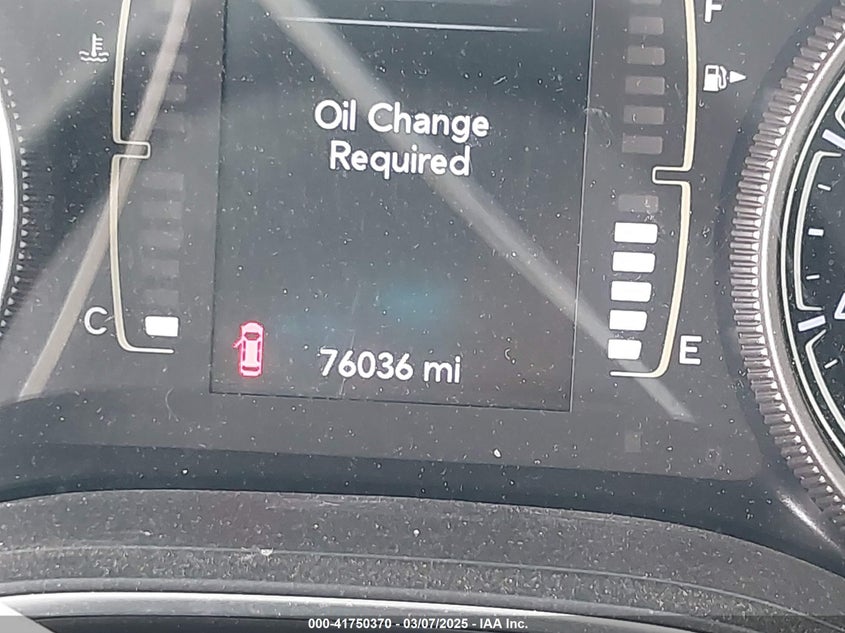 F
Oil Change
Required
C
E
76036 mi
000-41750370 - 03/07/2025 - IAA Inc.